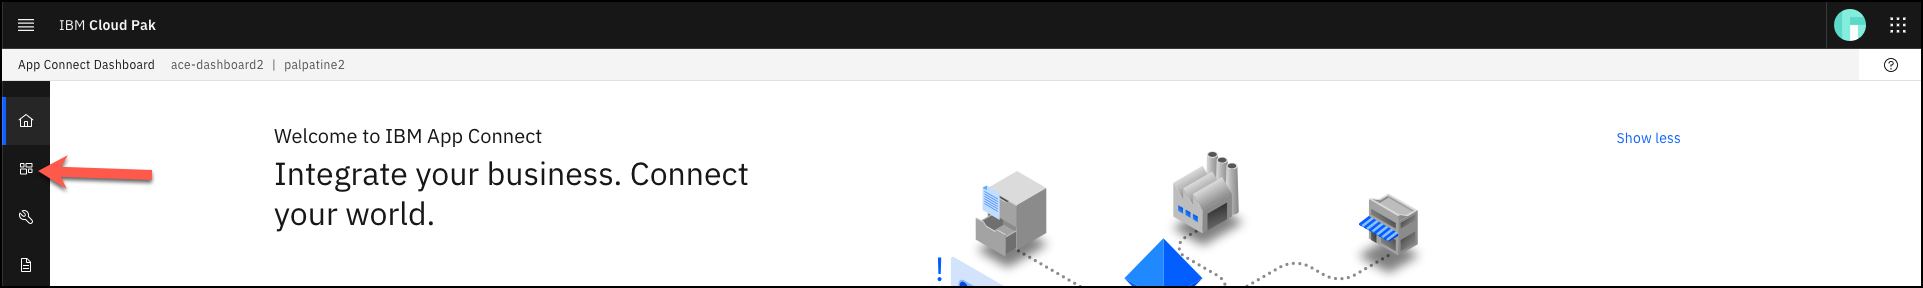 IBM Cloud Pak
App Connect Dashboard ace-dashboard2 | palpatine2
Welcome to IBM App Connect
Show less
Integrate your business. Connect
your world.